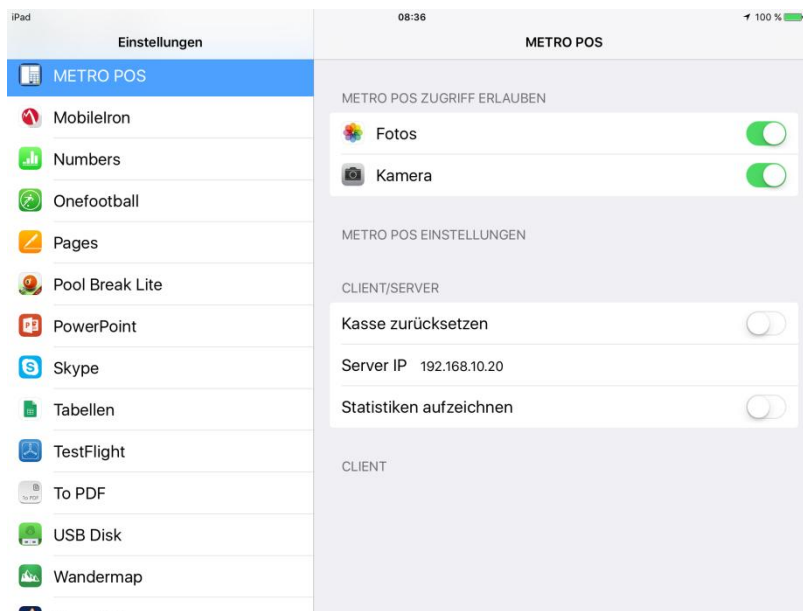 iPad 08:36 100 %
Einstellungen
METRO POS
METRO POS
MobileIron
Numbers
Onefootball
Pages
Pool Break Lite
PowerPoint
Skype
Tabellen
TestFlight
To PDF
USB Disk
Wandermap
METRO POS ZUGRIFF ERLAUBEN
Fotos
Kamera
METRO POS EINSTELLUNGEN
CLIENT/SERVER
Kasse zurücksetzen
Server IP 192.168.10.20
Statistiken aufzeichnen
CLIENT